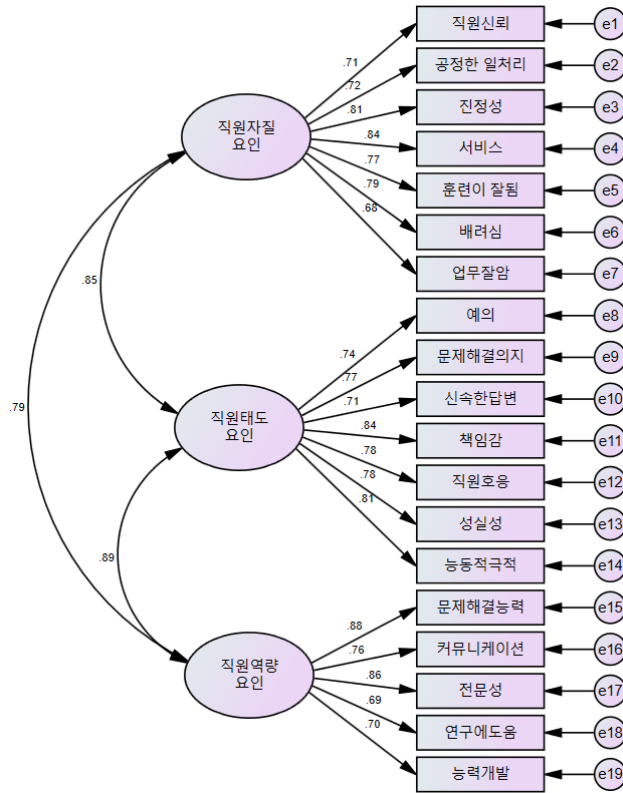 직원신뢰
e1
.71
공정한 일처리
e2
.72
진정성
e3
.81
직원자질
요인
서비스
e4
.84
훈련이 잘됨
e5
.77
배려심
e6
.79
업무잘암
e7
.68
.85
예의
e8
.74
문제해결의지
e9
.77
신속한답변
e10
.71
.79
직원태도
요인
책임감
e11
.84
직원호응
e12
.78
성실성
e13
.78
능동적극적
e14
.81
.89
문제해결능력
e15
.88
커뮤니케이션
e16
.76
직원역량
요인
전문성
e17
.86
연구에도움
e18
.69
능력개발
e19
.70